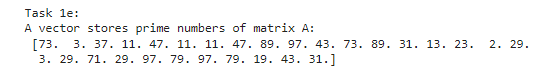 Task 1e:
A vector stores prime numbers of matrix A:
[73. 3. 37. 11. 47. 11. 11. 47. 89. 97. 43. 73. 89. 31. 13. 23. 2. 29.
3. 29. 71. 29. 97. 79. 97. 79. 19. 43. 31.]